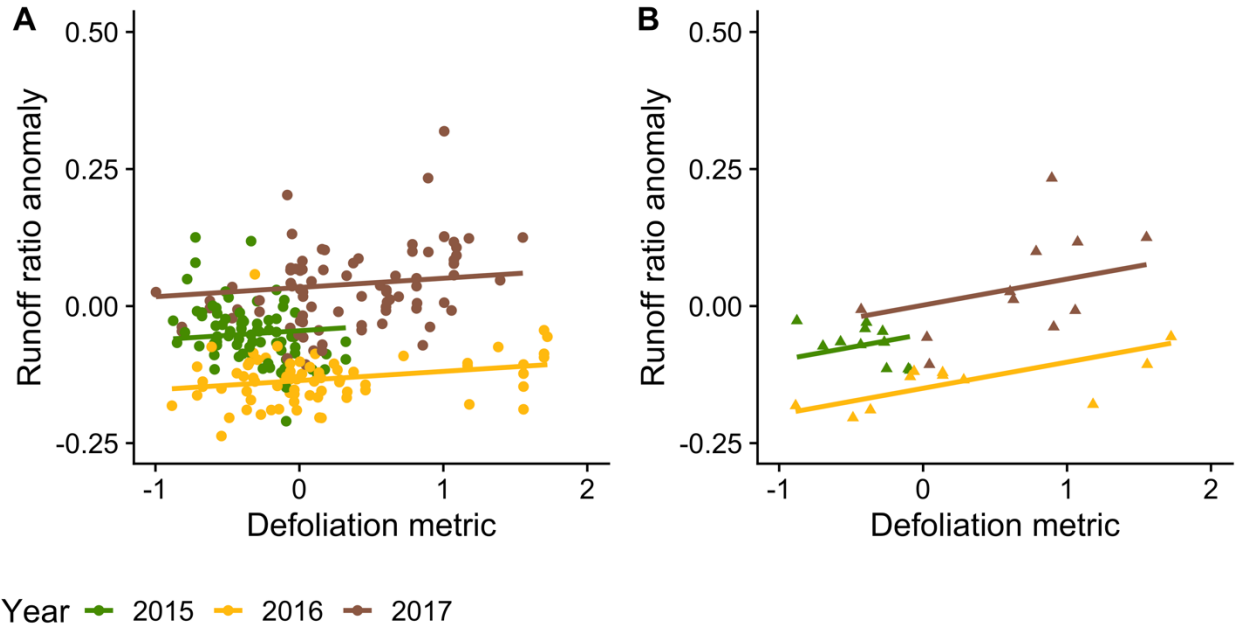 A
Runoff ratio anomaly
0.50
0.25
0.00
-0.25
-1 0 1 2
Defoliation metric
B
Runoff ratio anomaly
0.50
0.25
0.00
-0.25
-1 0 1 2
Defoliation metric
Year 2015 2016 2017